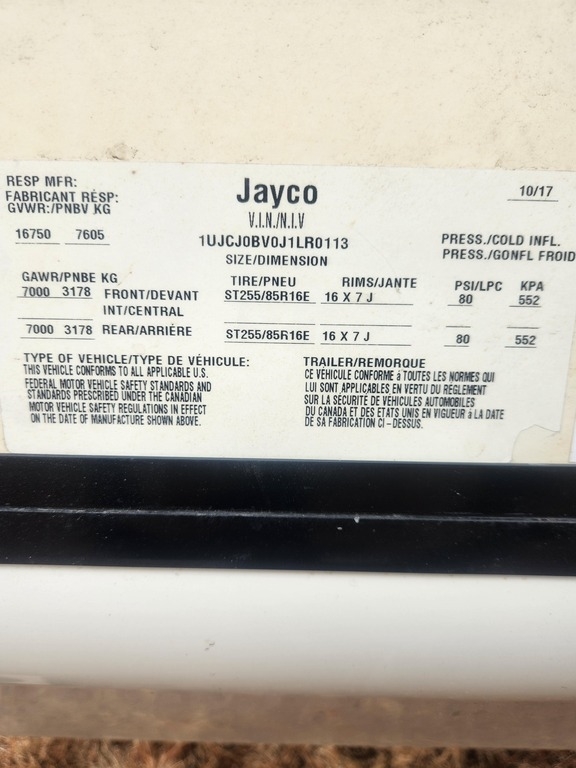 RESP MFR:
FABRICANT RESP:
GVWR:/PNBV KG
16750 7605
Jayco
10/17
V.I.N./N.I.V
1UJCJ0BV0J1LR0113
SIZE/DIMENSION
PRESS./COLD INFL.
PRESS./GONFL FROID
GAWR/PNBE KG TIRE/PNEU RIMS/JANTE PSI/LPC KPA
7000 3178 FRONT/DEVANT ST255/85R16E 16 X 7 J 80 552
INT/CENTRAL
7000 3178 REAR/ARRIÈRE ST255/85R16E 16 X 7 J 80 552
TYPE OF VEHICLE/TYPE DE VÉHICULE: TRAILER/REMORQUE
THIS VEHICLE CONFORMS TO ALL APPLICABLE U.S.
FEDERAL MOTOR VEHICLE SAFETY STANDARDS AND
STANDARDS PRESCRIBED UNDER THE CANADIAN
MOTOR VEHICLE SAFETY REGULATIONS IN EFFECT
ON THE DATE OF MANUFACTURE SHOWN ABOVE.
CE VÉHICULE CONFORME á TOUTES LES NORMES QUI
LUI SONT APPLICABLES EN VERTU DU RÉGLEMENT
SUR LA SÉCURITÉ DE VÉHICULES AUTOMOBILES
DU CANADA ET DES ETATS UNIS EN VIGUEUR á LA DATE
DE SA FABRICATION CI-DESSUS.